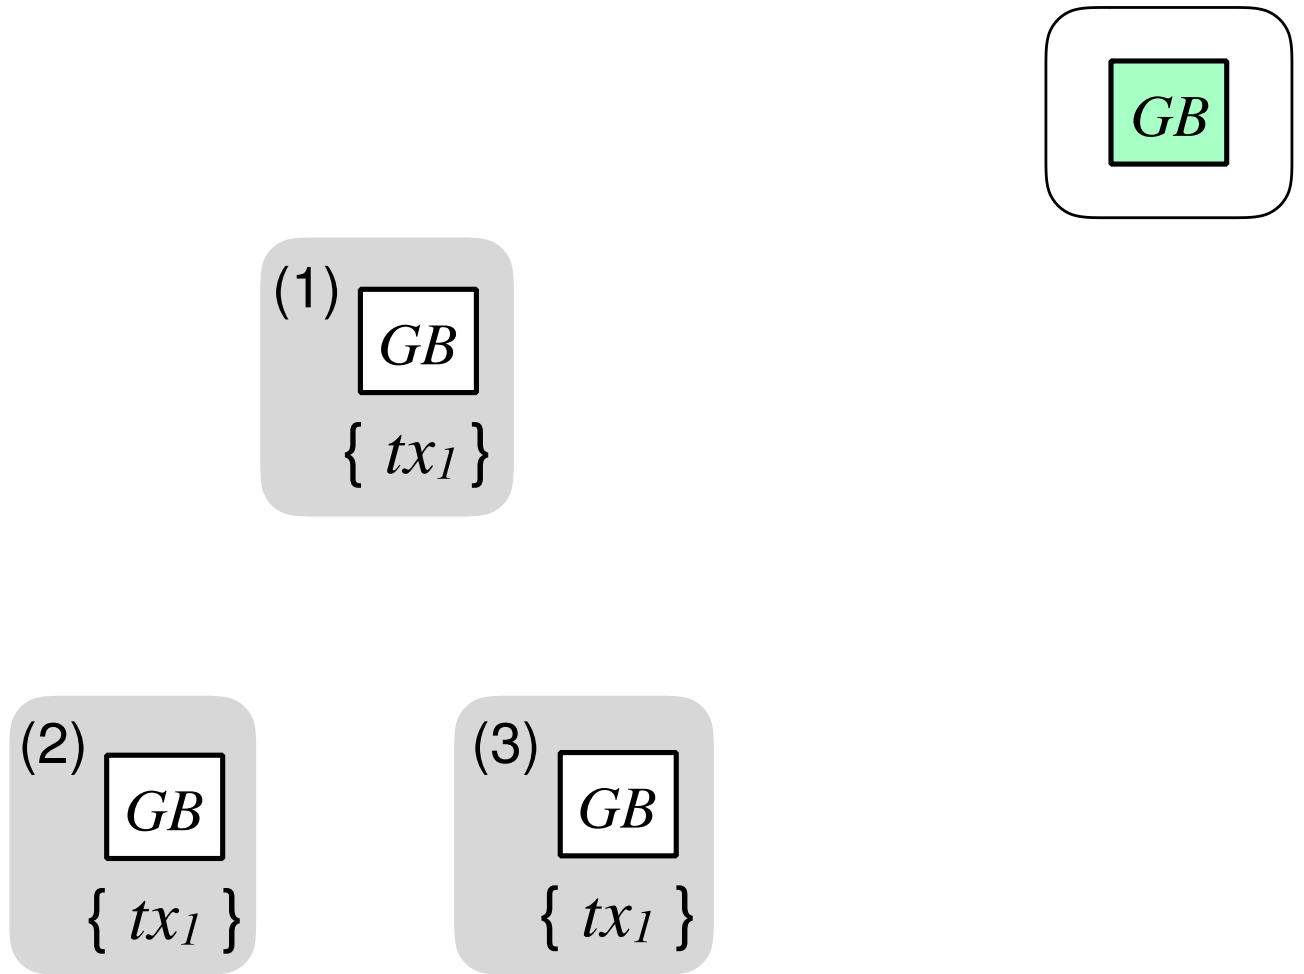 GB
(1)
GB
{ tx₁ }
(2)
GB
{ tx₁ }
(3)
GB
{ tx₁ }